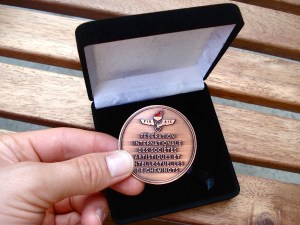 FÉDÉRATION
INTERNATIONALE
DES SOCIÉTÉS
ARTISTIQUES ET
INTELLECTUELLES
DE CHEMINOTS